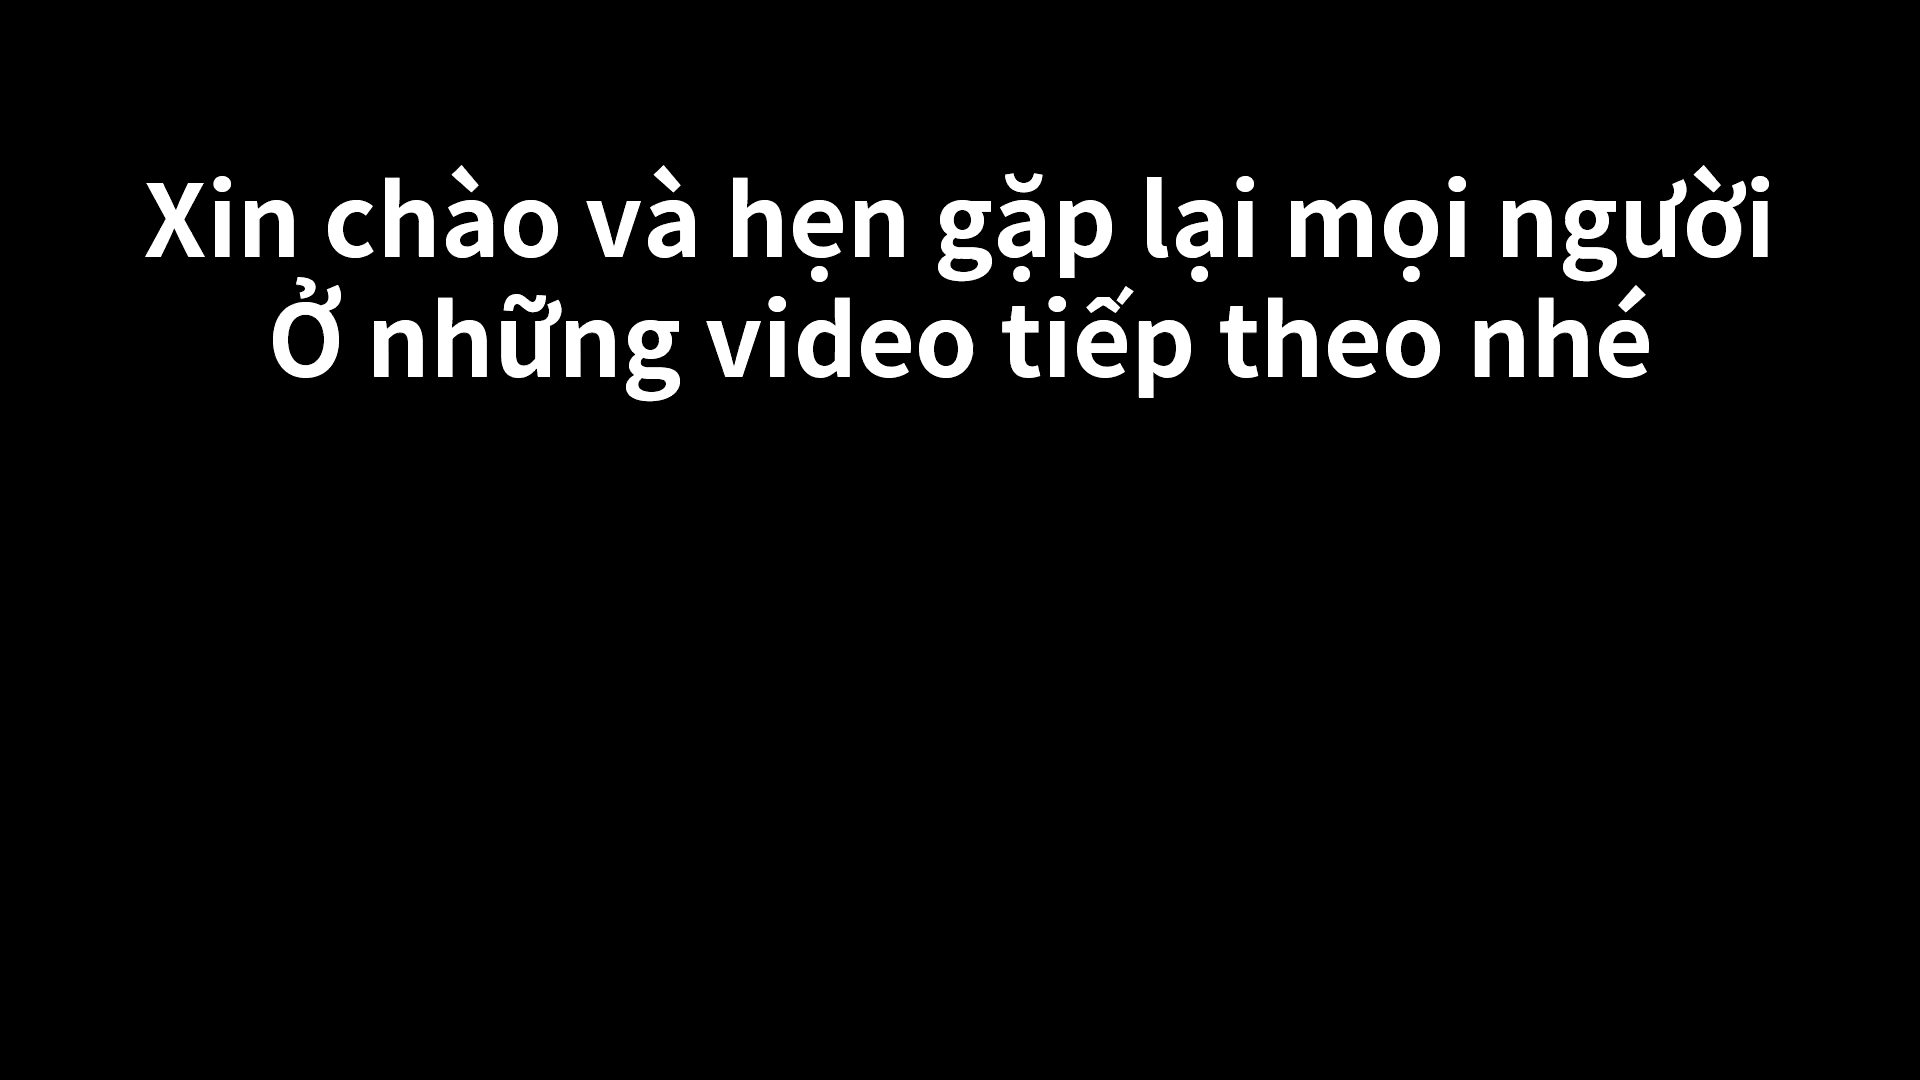 Xin chào và hẹn gặp lại mọi người
Ở những video tiếp theo nhé